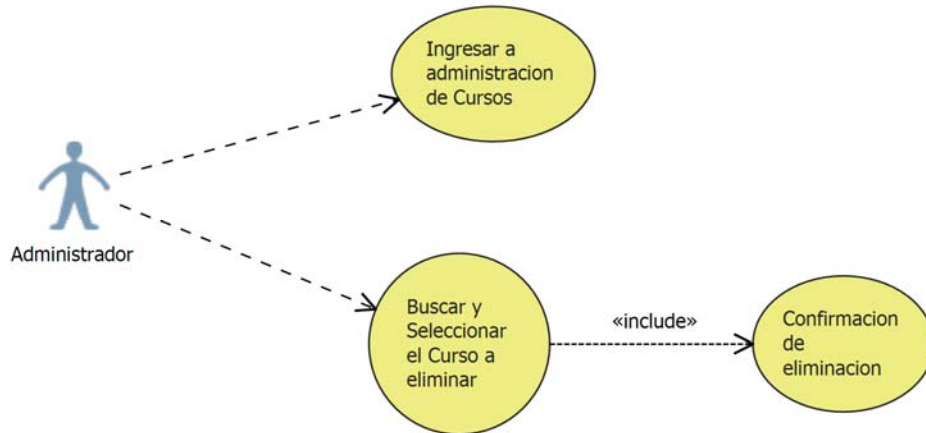 Ingresar a
administracion
de Cursos
Administrador
Buscar y
Seleccionar
el Curso a
eliminar
«include»
Confirmacion
de
eliminacion